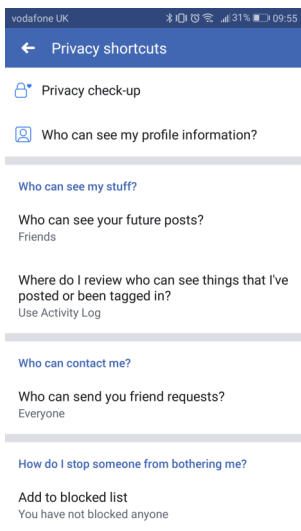 vodafone UK 31% 09:55
Privacy shortcuts
Privacy check-up
Who can see my profile information?
Who can see my stuff?
Who can see your future posts?
Friends
Where do I review who can see things that I've
posted or been tagged in?
Use Activity Log
Who can contact me?
Who can send you friend requests?
Everyone
How do I stop someone from bothering me?
Add to blocked list
You have not blocked anyone